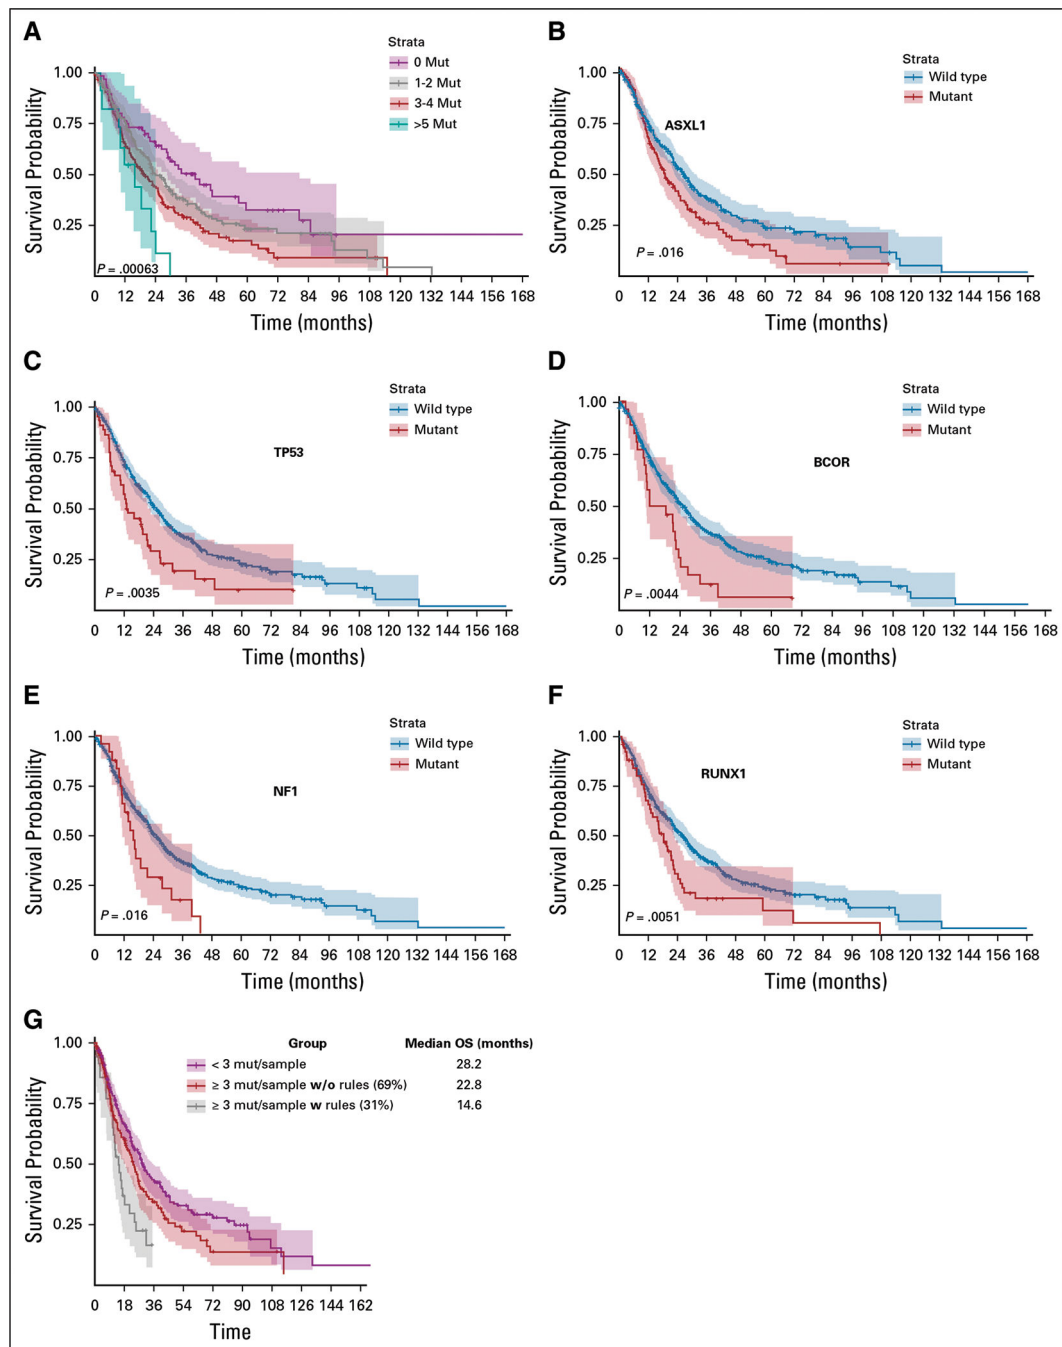 A
Strata
0 Mut
1-2 Mut
3-4 Mut
>5 Mut
Survival Probability
1.00
0.75
0.50
0.25
P = .00063
0 12 24 36 48 60 72 84 96 108 120 132 144 156 168
Time (months)
B
Strata
Wild type
Mutant
ASXL1
Survival Probability
1.00
0.75
0.50
0.25
P = .016
0 12 24 36 48 60 72 84 96 108 120 132 144 156 168
Time (months)
C
Strata
Wild type
Mutant
TP53
Survival Probability
1.00
0.75
0.50
0.25
P = .0035
0 12 24 36 48 60 72 84 96 108 120 132 144 156 168
Time (months)
D
Strata
Wild type
Mutant
BCOR
Survival Probability
1.00
0.75
0.50
0.25
P = .0044
0 12 24 36 48 60 72 84 96 108 120 132 144 156 168
Time (months)
E
Strata
Wild type
Mutant
NF1
Survival Probability
1.00
0.75
0.50
0.25
P = .016
0 12 24 36 48 60 72 84 96 108 120 132 144 156 168
Time (months)
F
Strata
Wild type
Mutant
RUNX1
Survival Probability
1.00
0.75
0.50
0.25
P = .0051
0 12 24 36 48 60 72 84 96 108 120 132 144 156 168
Time (months)
G
Group Median OS (months)
< 3 mut/sample 28.2
≥ 3 mut/sample w/o rules (69%) 22.8
≥ 3 mut/sample w rules (31%) 14.6
Survival Probability
1.00
0.75
0.50
0.25
0 18 36 54 72 90 108 126 144 162
Time